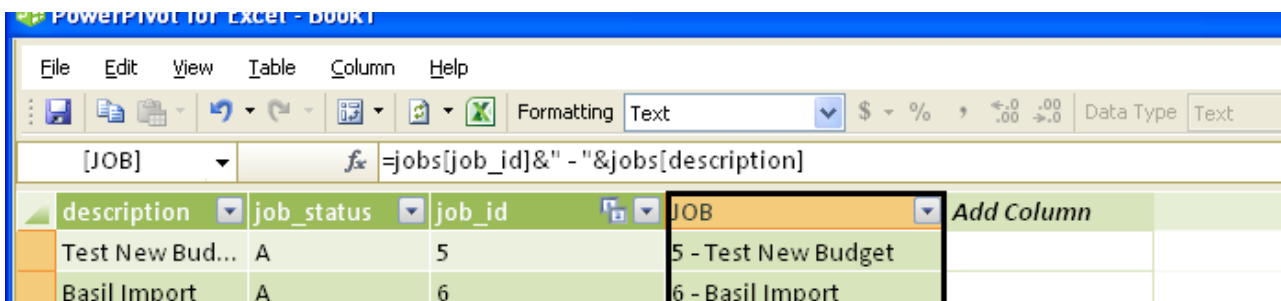 PowerPivot for Excel - Book1
File Edit View Table Column Help
Formatting Text $ % , .00 .00 Data Type Text
[JOB] fx =jobs[job_id]&" - "&jobs[description]
description job_status job_id JOB Add Column
Test New Bud... A 5 5 - Test New Budget
Basil Import A 6 6 - Basil Import